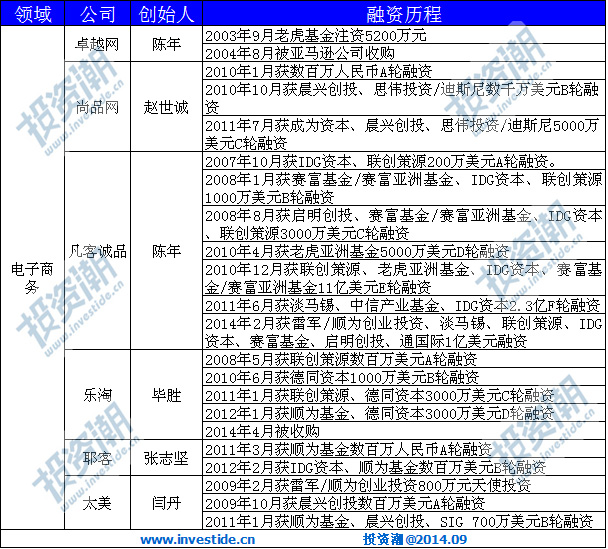 领域 公司 创始人 融资历程
电子商务
卓越网 陈年
2003年9月老虎基金注资5200万元
2004年8月被亚马逊公司收购
尚品网 赵世诚
2010年1月获数百万人民币A轮融资
2010年10月获晨兴创投、思伟投资/迪斯尼数千万美元B轮融
资
2011年7月获成为资本、晨兴创投、思伟投资/迪斯尼5000万
美元C轮融资
凡客诚品 陈年
2007年10月获IDG资本、联创策源200万美元A轮融资。
2008年1月获赛富基金/赛富亚洲基金、IDG资本、联创策源
1000万美元B轮融资
2008年8月获启明创投、赛富基金/赛富亚洲基金、IDG资本
、联创策源3000万美元C轮融资
2010年4月获老虎亚洲基金5000万美元D轮融资
2010年12月获联创策源、老虎亚洲基金、IDG资本、赛富基
金/赛富亚洲基金11亿美元E轮融资
2011年6月获淡马锡、中信产业基金、IDG资本2.3亿F轮融资
2014年2月获雷军/顺为创业投资、淡马锡、联创策源、IDG
资本、赛富基金、启明创投、通国际1亿美元融资
乐淘 毕胜
2008年5月获联创策源数百万美元A轮融资
2010年6月获德同资本1000万美元B轮融资
2011年1月获联创策源、德同资本3000万美元C轮融资
2012年1月获顺为基金、德同资本3000万美元D轮融资
2014年4月被收购
耶客 张志坚
2011年3月获顺为基金数百万人民币A轮融资
2012年2月获IDG资本、顺为基金数百万美元B轮融资
太美 闫丹
2009年2月获雷军/顺为创业投资800万元天使投资
2009年10月获晨兴创投数百万美元A轮融资
2011年1月获顺为基金、晨兴创投、SIG 700万美元B轮融资
www.investide.cn 投资潮@2014.09
投资潮
www.investide.cn
投资潮
www.investide.cn
投资潮
www.investide.cn
投资潮
www.investide.cn
投资潮
www.investide.cn